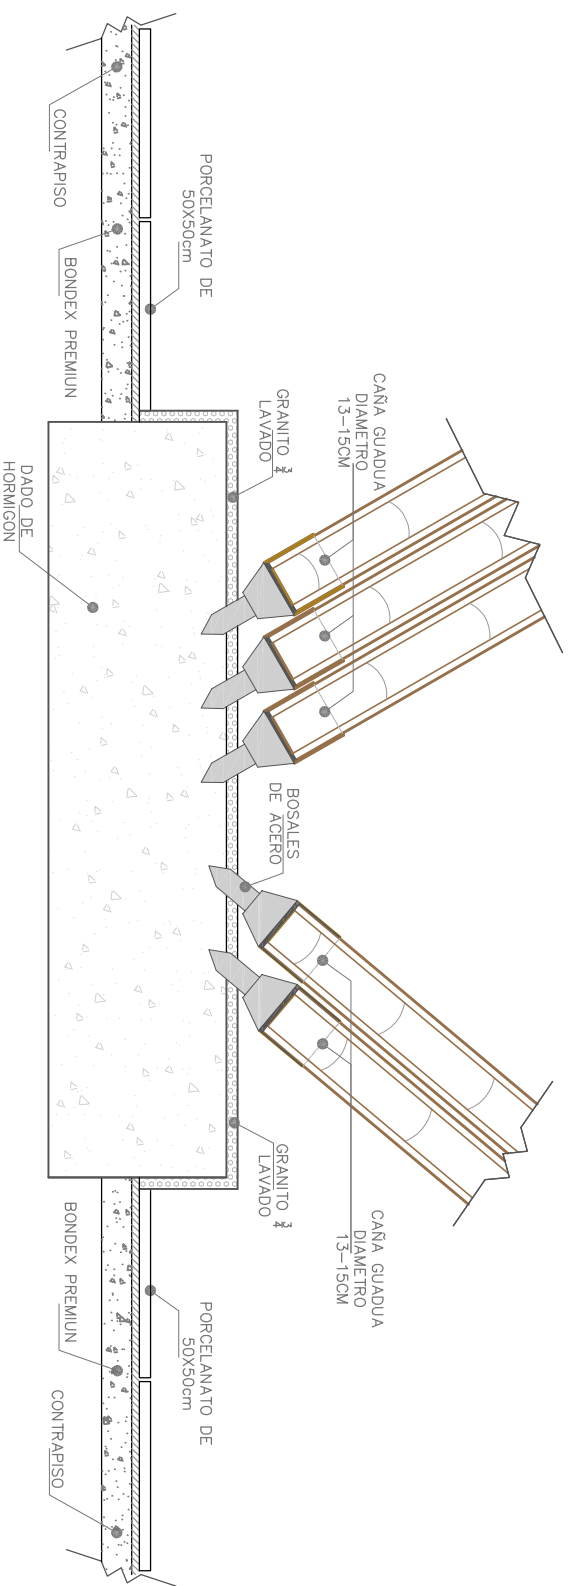 CONTRAPISO
BONDEX PREMIUN
PORCELANATO DE
50X50cm
DADO DE
HORMIGON
GRANITO 3/4
LAVADO
CAÑA GUADUA
DIAMETRO
13-15CM
BOSALES
DE ACERO
GRANITO 3/4
LAVADO
CAÑA GUADUA
DIAMETRO
13-15CM
BONDEX PREMIUN
PORCELANATO DE
50X50cm
CONTRAPISO